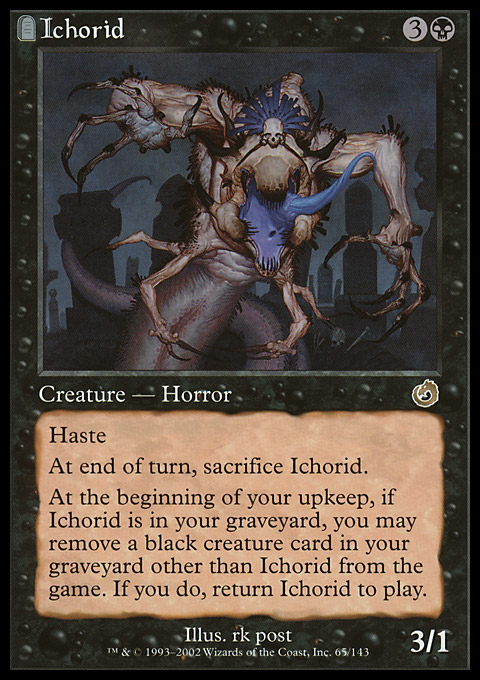 Ichorid 3
Creature — Horror
Haste
At end of turn, sacrifice Ichorid.
At the beginning of your upkeep, if
Ichorid is in your graveyard, you may
remove a black creature card in your
graveyard other than Ichorid from the
game. If you do, return Ichorid to play.
Illus. rk post
™ & © 1993–2002 Wizards of the Coast, Inc. 65/143
3/1